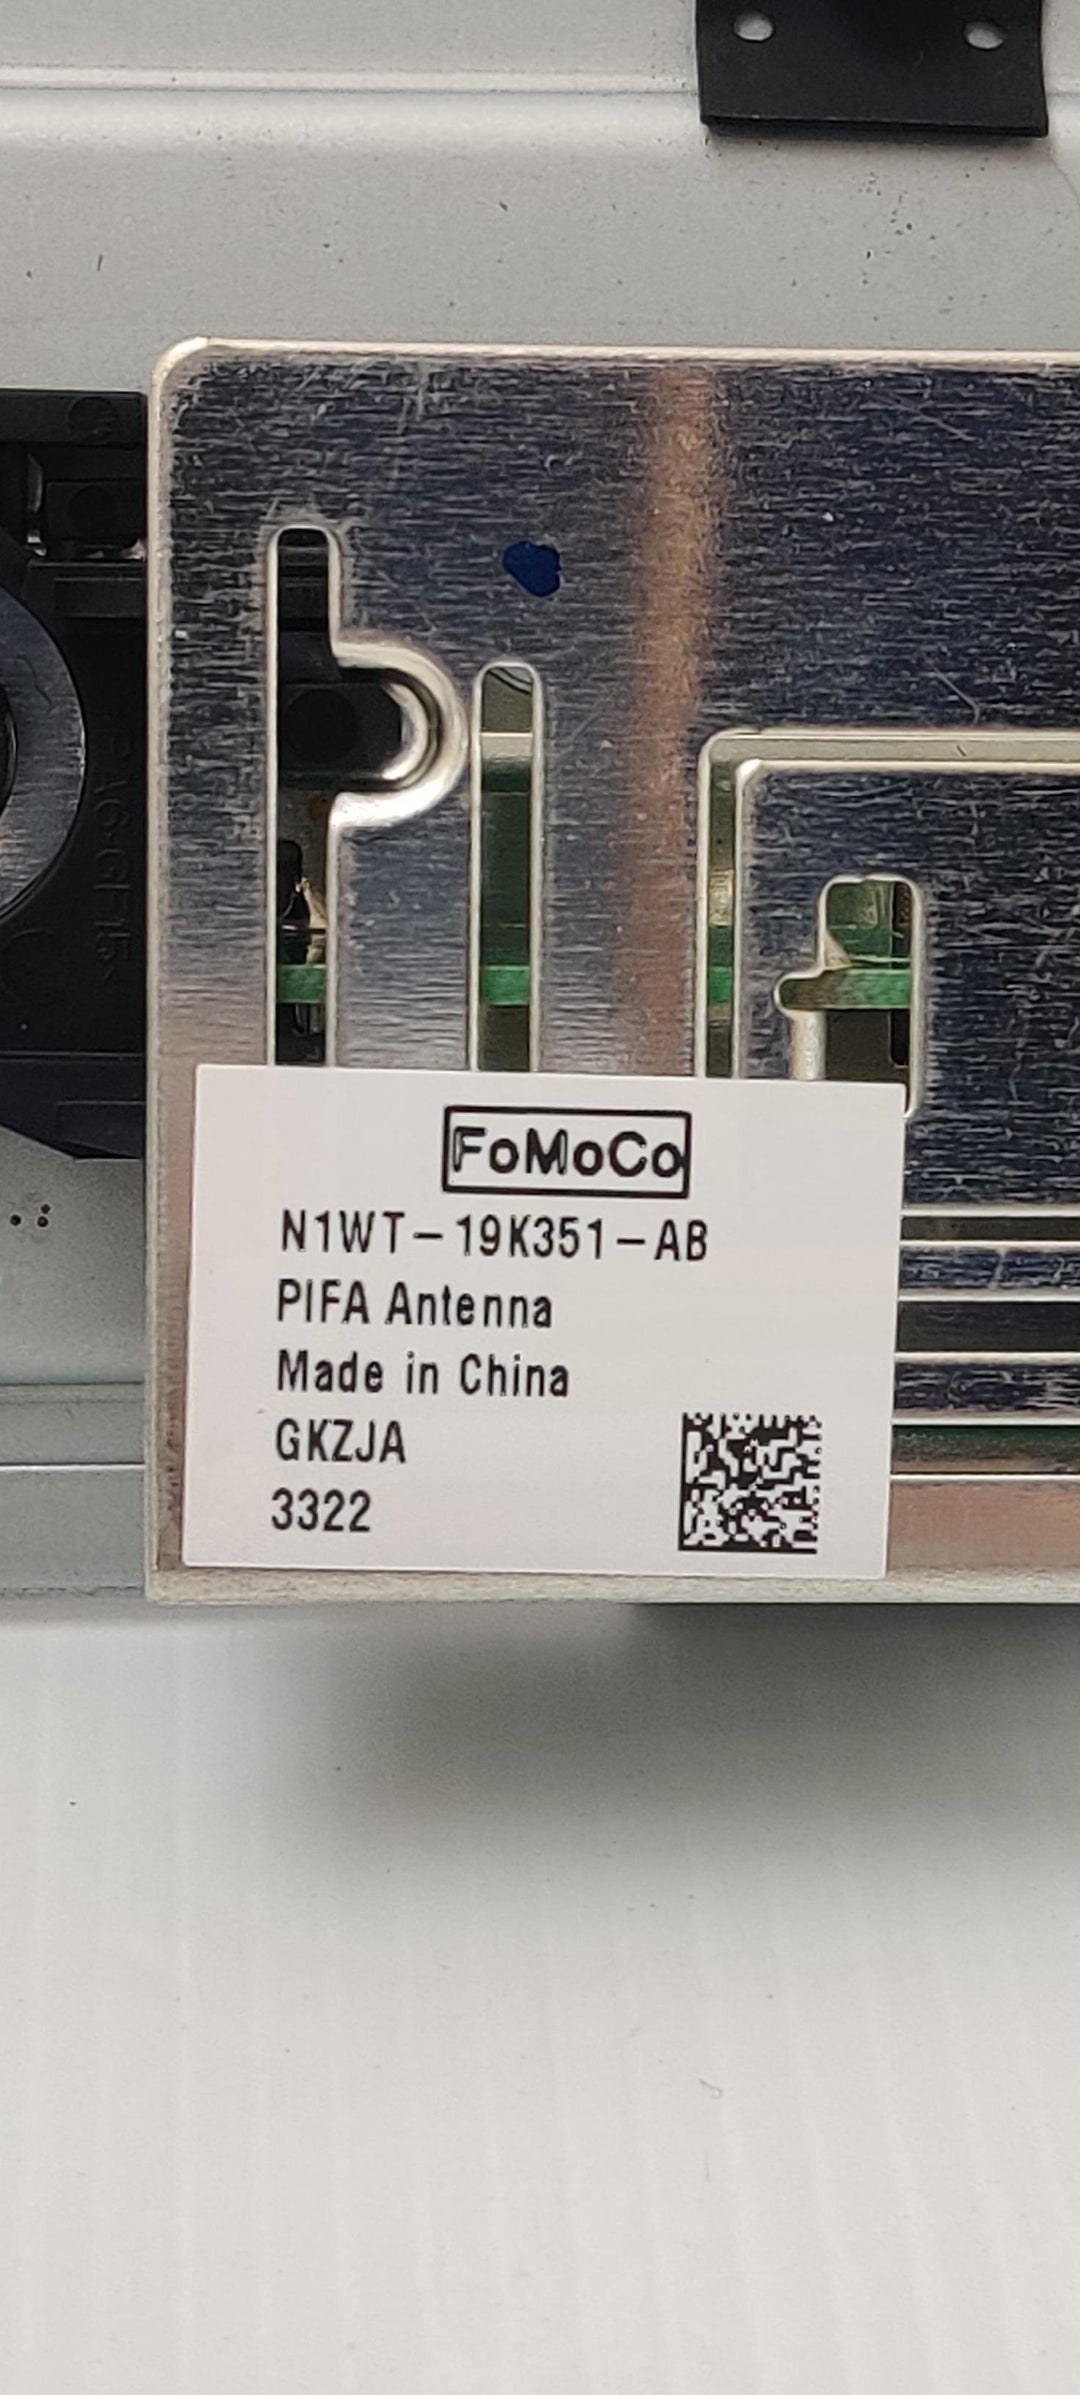 FoMoCo
N1WT-19K351-AB
PIFA Antenna
Made in China
GKZJA
3322